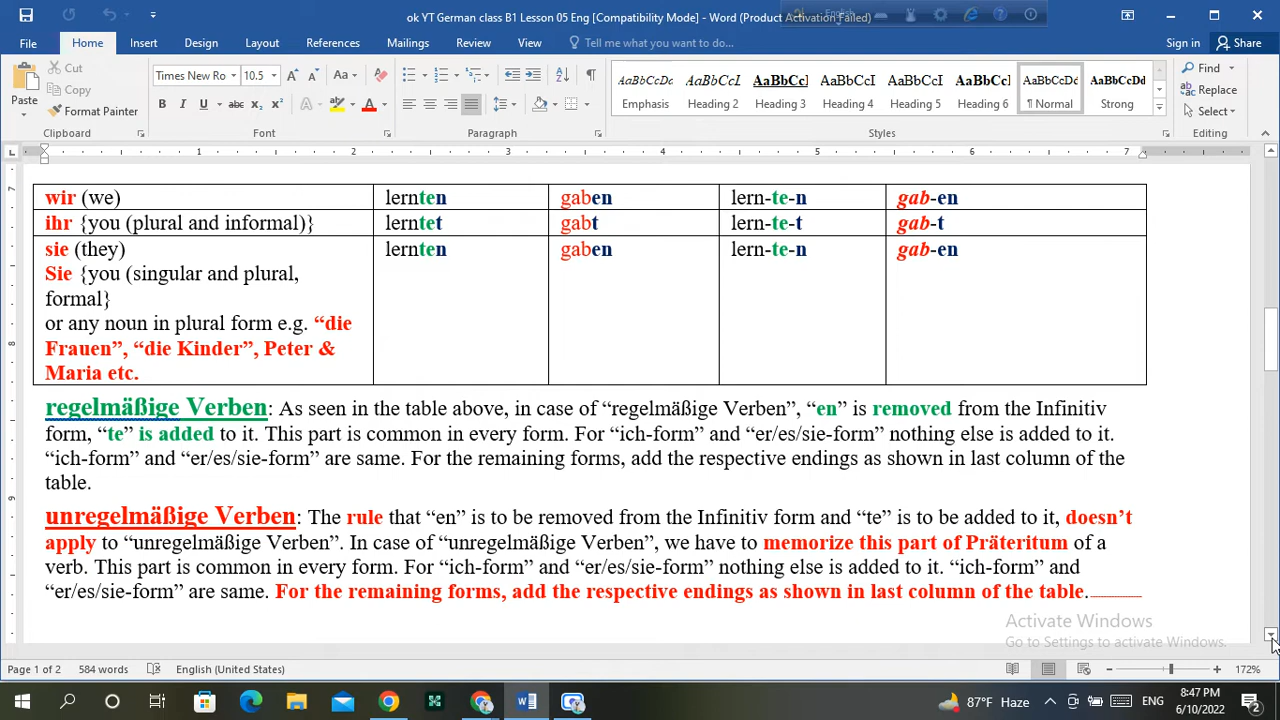 ok YT German class B1 Lesson 05 Eng [Compatibility Mode] - Word (Product Activation Failed)
File Home Insert Design Layout References Mailings Review View Tell me what you want to do... Sign in Share
Cut
Copy
Format Painter
Paste
Times New Ro 10.5
AaBbCcDc AaBbCcL AaBbCcI AaBbCcI AaBbCcI AaBbCcI AaBbCcDd AaBbCcDd
Emphasis Heading 2 Heading 3 Heading 4 Heading 5 Heading 6 ¶ Normal Strong
Find
Replace
Select
Clipboard Font Paragraph Styles Editing
1 2 3 4 5 6 7
wir (we) lernten gaben lern-te-n gab-en
ihr {you (plural and informal)} lerntet gabt lern-te-t gab-t
sie (they) lernten gaben lern-te-n gab-en
Sie {you (singular and plural,
formal}
or any noun in plural form e.g. “die
Frauen”, “die Kinder”, Peter &
Maria etc.
regelmäßige Verben: As seen in the table above, in case of “regelmäßige Verben”, “en” is removed from the Infinitiv
form, “te” is added to it. This part is common in every form. For “ich-form” and “er/es/sie-form” nothing else is added to it.
“ich-form” and “er/es/sie-form” are same. For the remaining forms, add the respective endings as shown in last column of the
table.
unregelmäßige Verben: The rule that “en” is to be removed from the Infinitiv form and “te” is to be added to it, doesn’t
apply to “unregelmäßige Verben”. In case of “unregelmäßige Verben”, we have to memorize this part of Präteritum of a
verb. This part is common in every form. For “ich-form” and “er/es/sie-form” nothing else is added to it. “ich-form” and
“er/es/sie-form” are same. For the remaining forms, add the respective endings as shown in last column of the table.
Activate Windows
Go to Settings to activate Windows.
Page 1 of 2 584 words English (United States) 172%
87°F Haze ENG 8:47 PM
6/10/2022 2